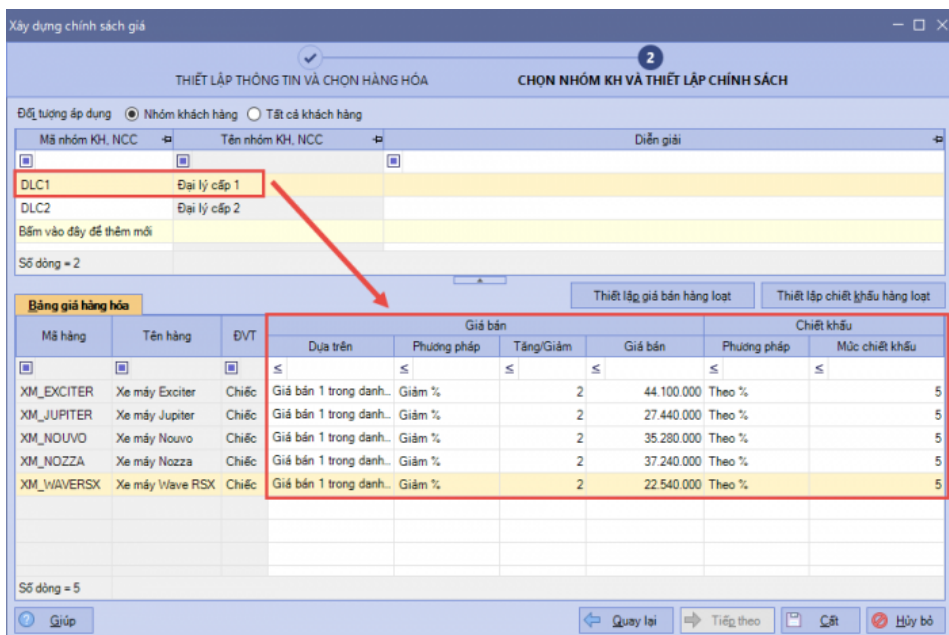 Xây dựng chính sách giá
2
THIẾT LẬP THÔNG TIN VÀ CHỌN HÀNG HÓA CHỌN NHÓM KH VÀ THIẾT LẬP CHÍNH SÁCH
Đối tượng áp dụng Nhóm khách hàng Tất cả khách hàng
Mã nhóm KH, NCC Tên nhóm KH, NCC Diễn giải
DLC1 Đại lý cấp 1
DLC2 Đại lý cấp 2
Bấm vào đây để thêm mới
Số dòng = 2
Thiết lập giá bán hàng loạt Thiết lập chiết khấu hàng loạt
Bảng giá hàng hóa
Giá bán Chiết khấu
Mã hàng Tên hàng ĐVT
Dựa trên Phương pháp Tăng/Giảm Giá bán Phương pháp Mức chiết khấu
≤ ≤ ≤ ≤ ≤ ≤
XM_EXCITER Xe máy Exciter Chiếc Giá bán 1 trong danh... Giảm % 2 44.100.000 Theo % 5
XM_JUPITER Xe máy Jupiter Chiếc Giá bán 1 trong danh... Giảm % 2 27.440.000 Theo % 5
XM_NOUVO Xe máy Nouvo Chiếc Giá bán 1 trong danh... Giảm % 2 35.280.000 Theo % 5
XM_NOZZA Xe máy Nozza Chiếc Giá bán 1 trong danh... Giảm % 2 37.240.000 Theo % 5
XM_WAVERSX Xe máy Wave RSX Chiếc Giá bán 1 trong danh... Giảm % 2 22.540.000 Theo % 5
Số dòng = 5
Giúp Quay lại Tiếp theo Cất Hủy bỏ